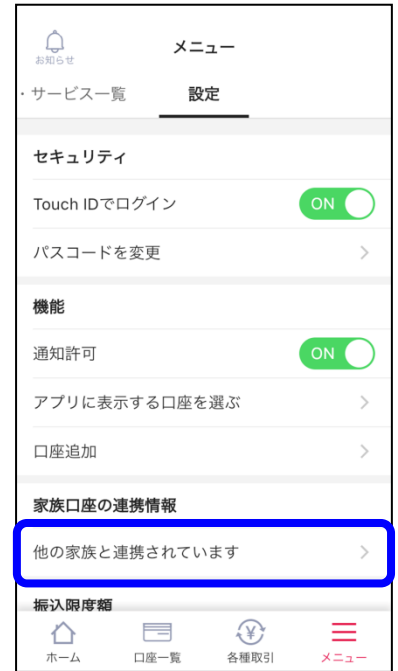 お知らせ
メニュー
・サービス一覧
設定
セキュリティ
Touch IDでログイン
ON
パスコードを変更
機能
通知許可
ON
アプリに表示する口座を選ぶ
口座追加
家族口座の連携情報
他の家族と連携されています
振込限度額
ホーム
口座一覧
各種取引
メニュー